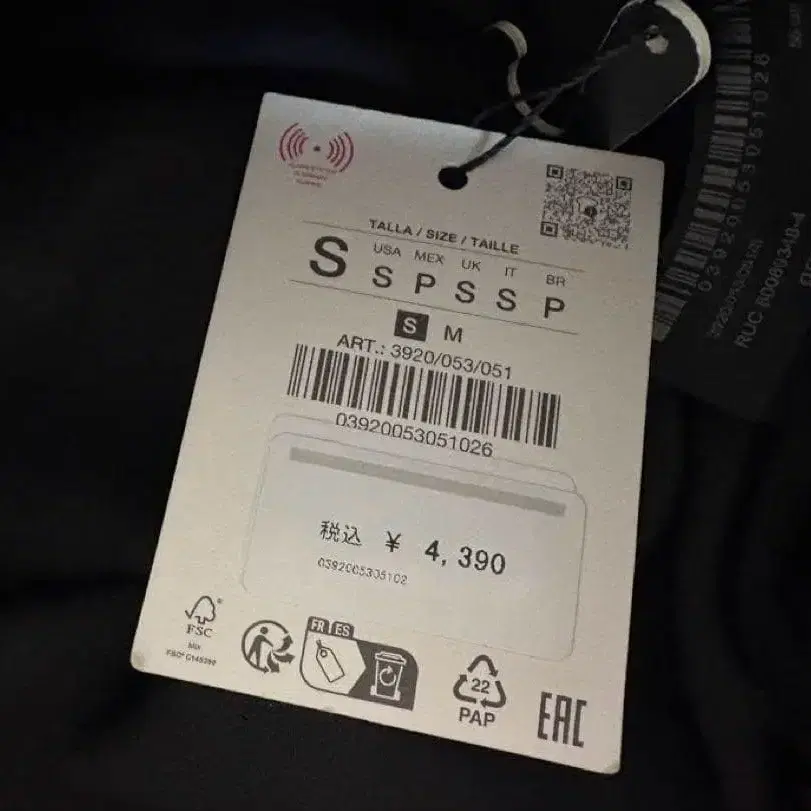 TALLA / SIZE / TAILLE
S
USA MEX UK IT BR
S P S S P
S M
ART.: 3920/053/051
03920053051026
税込 ¥ 4,390
0392005305102
FSC
Mix
FR ES
22
PAP
EAC